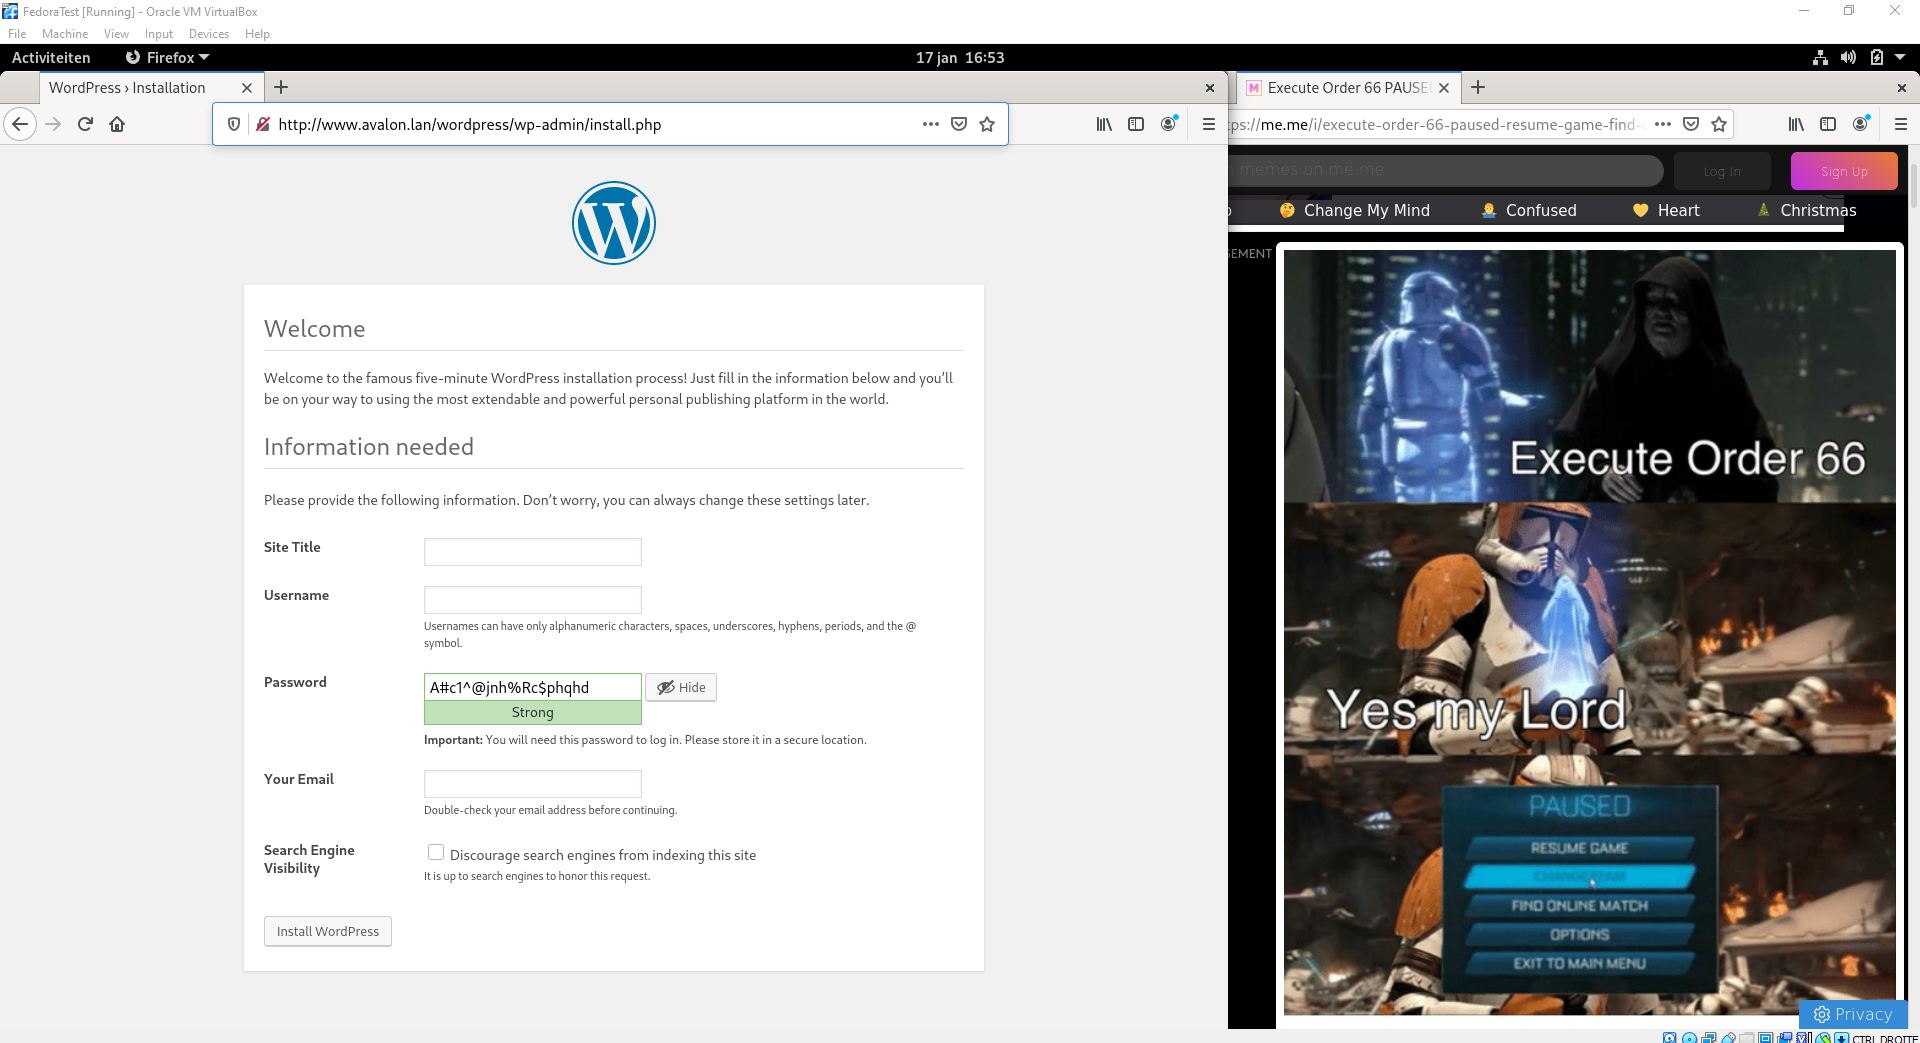 FedoraTest [Running] - Oracle VM VirtualBox
File Machine View Input Devices Help
Activiteiten Firefox 17 jan 16:53
WordPress › Installation
http://www.avalon.lan/wordpress/wp-admin/install.php
Welcome
Welcome to the famous five-minute WordPress installation process! Just fill in the information below and you’ll
be on your way to using the most extendable and powerful personal publishing platform in the world.
Information needed
Please provide the following information. Don’t worry, you can always change these settings later.
Site Title
Username
Usernames can have only alphanumeric characters, spaces, underscores, hyphens, periods, and the @
symbol.
Password A#c1^@jnh%Rc$phqhd Hide
Strong
Important: You will need this password to log in. Please store it in a secure location.
Your Email
Double-check your email address before continuing.
Search Engine
Visibility
Discourage search engines from indexing this site
It is up to search engines to honor this request.
Install WordPress
Execute Order 66 PAUSE
ps://me.me/i/execute-order-66-paused-resume-game-find-
memes on me.me Log In Sign Up
Change My Mind Confused Heart Christmas
SEMENT
Execute Order 66
Yes my Lord
PAUSED
RESUME GAME
CHANGE TEAM
FIND ONLINE MATCH
OPTIONS
EXIT TO MAIN MENU
Privacy
CTRL DROITE